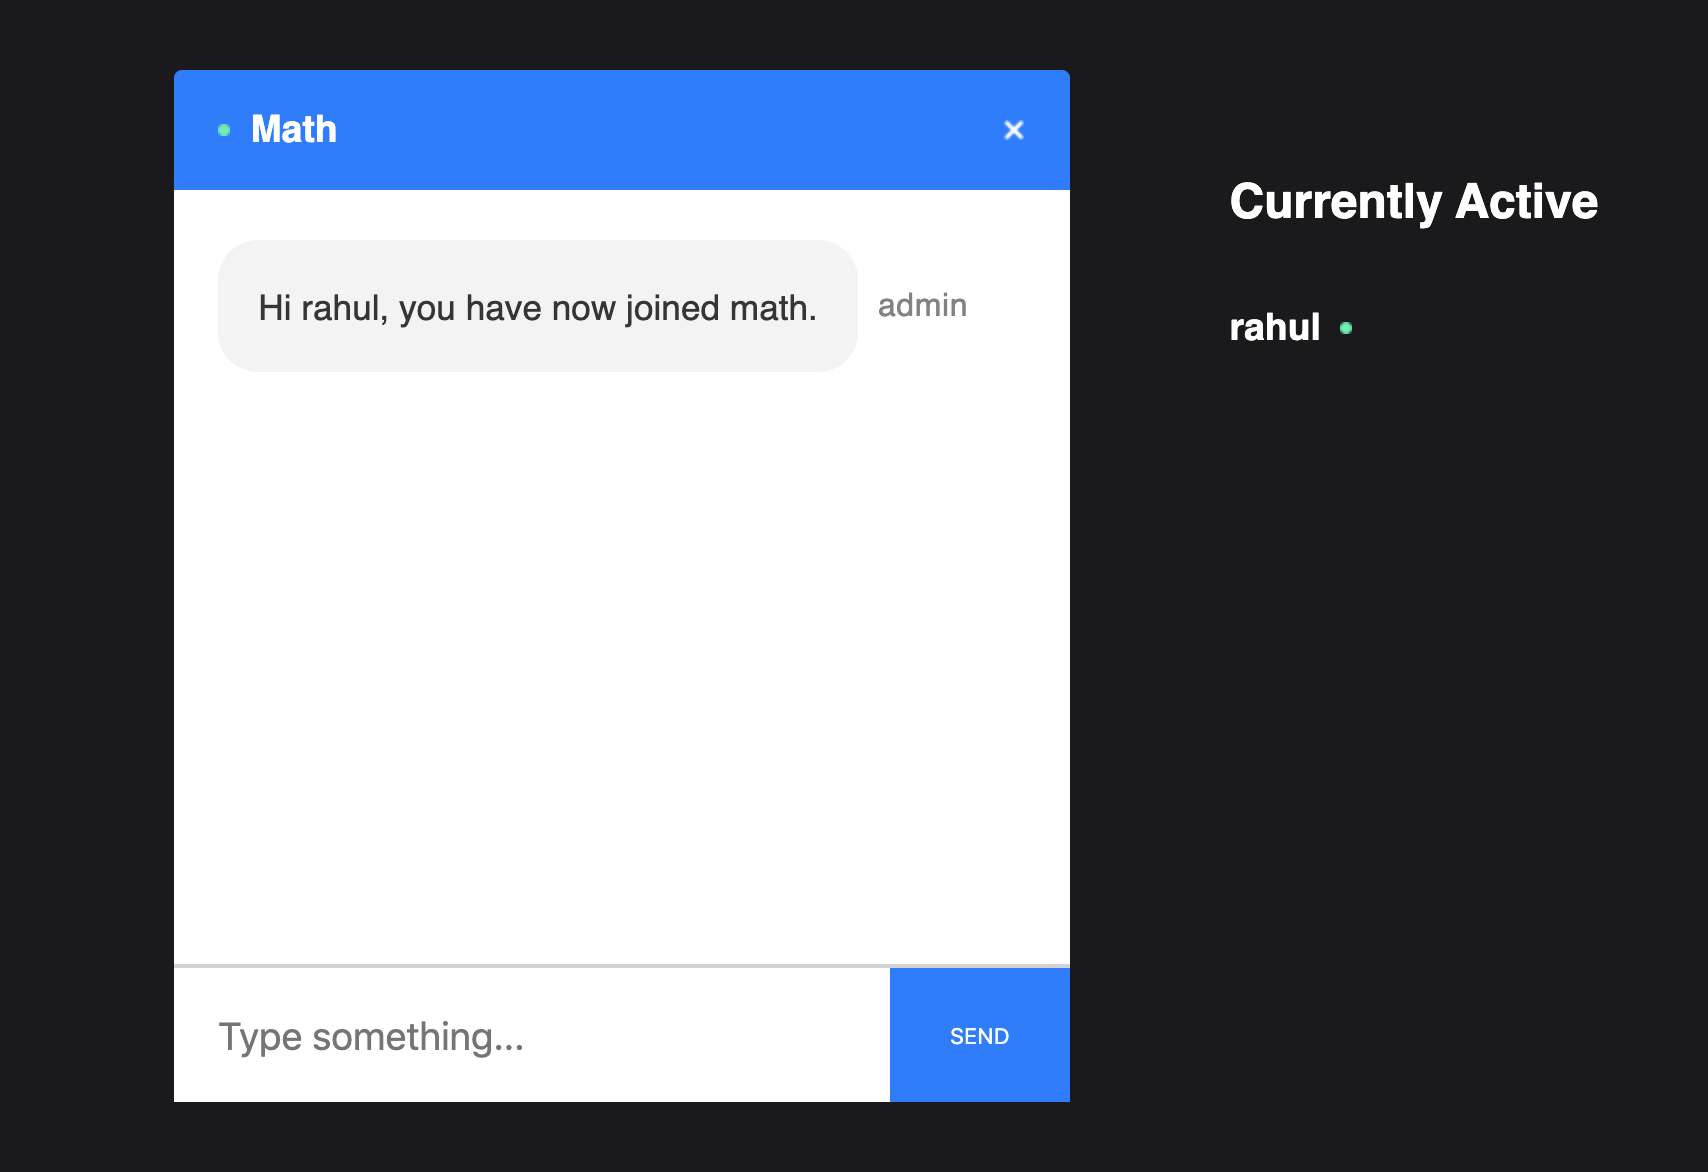 Math
Hi rahul, you have now joined math.
admin
Type something...
SEND
Currently Active
rahul